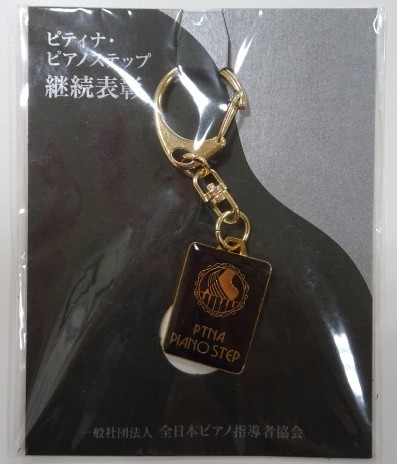 ピティナ・
ピアノステップ
継続表彰
PTNA
PIANO STEP
一般社団法人 全日本ピアノ指導者協会